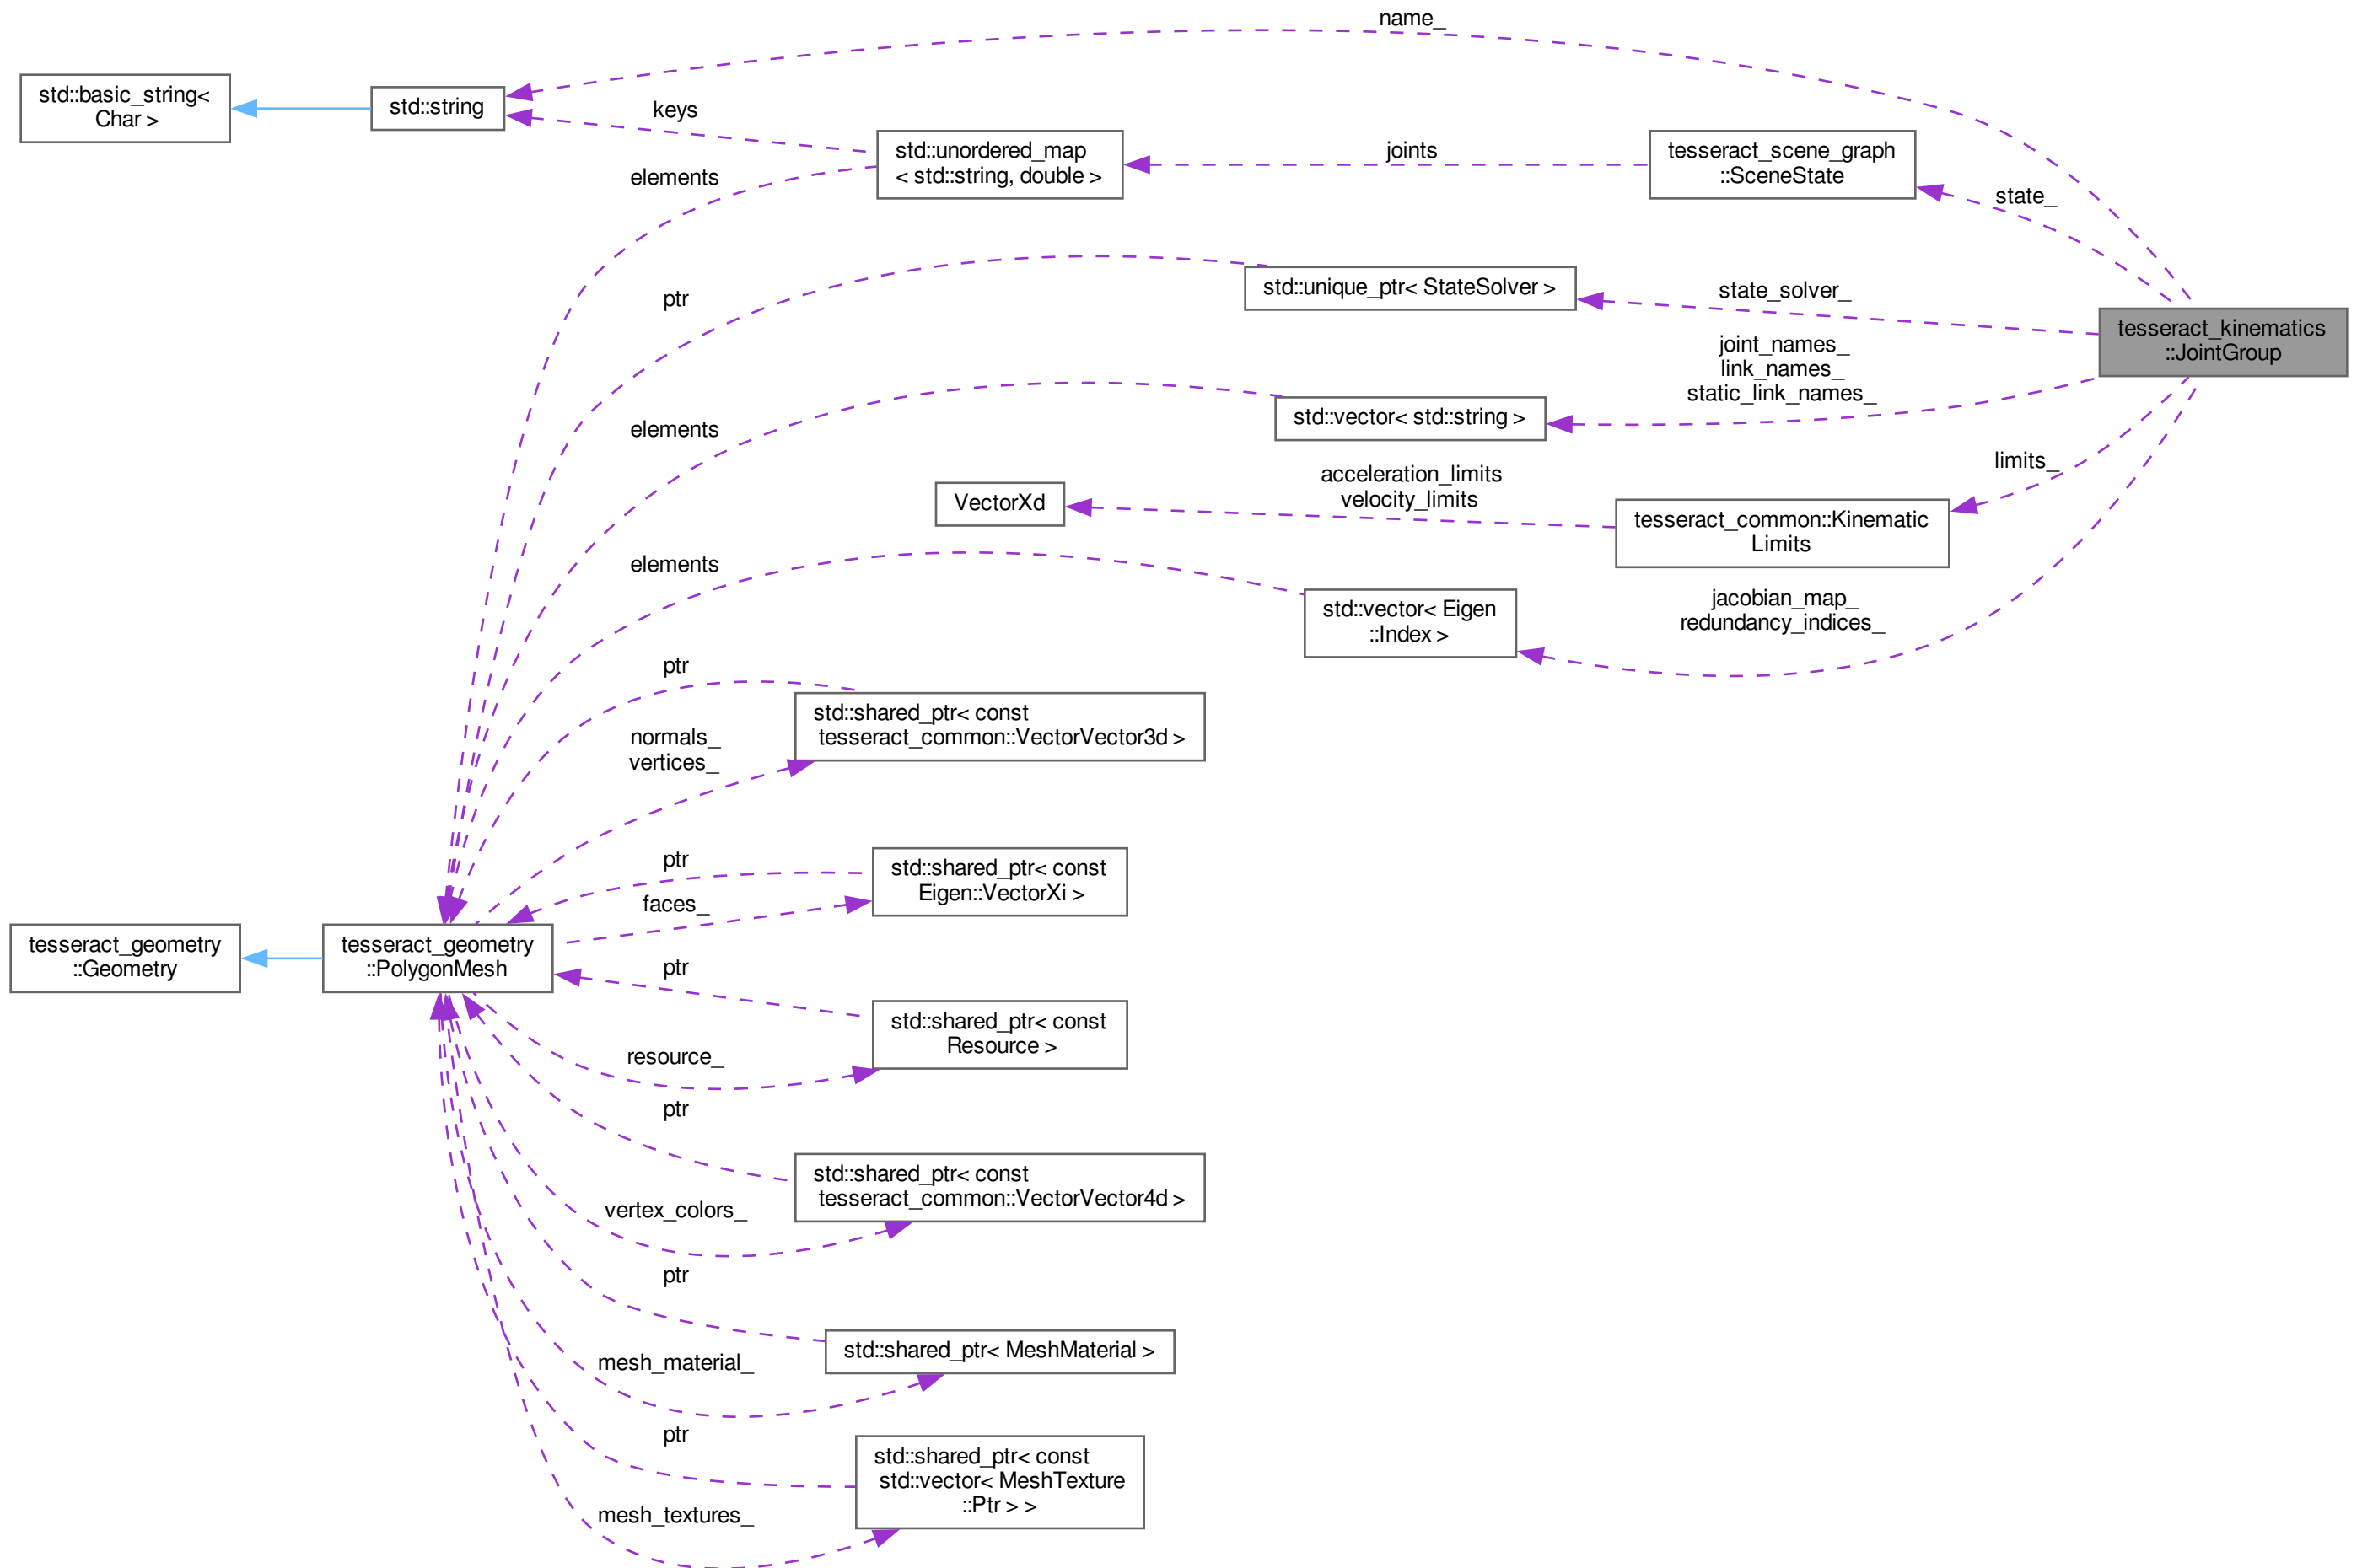 name_
std::basic_string<
Char >
std::string
keys
elements
std::unordered_map
< std::string, double >
joints
tesseract_scene_graph
::SceneState
state_
ptr
std::unique_ptr< StateSolver >
state_solver_
tesseract_kinematics
::JointGroup
joint_names_
link_names_
static_link_names_
elements
std::vector< std::string >
limits_
acceleration_limits
velocity_limits
VectorXd
tesseract_common::Kinematic
Limits
elements
std::vector< Eigen
::Index >
jacobian_map_
redundancy_indices_
ptr
std::shared_ptr< const
tesseract_common::VectorVector3d >
normals_
vertices_
ptr
std::shared_ptr< const
Eigen::VectorXi >
faces_
tesseract_geometry
::Geometry
tesseract_geometry
::PolygonMesh
ptr
std::shared_ptr< const
Resource >
resource_
ptr
std::shared_ptr< const
tesseract_common::VectorVector4d >
vertex_colors_
ptr
std::shared_ptr< MeshMaterial >
mesh_material_
ptr
std::shared_ptr< const
std::vector< MeshTexture
::Ptr > >
mesh_textures_